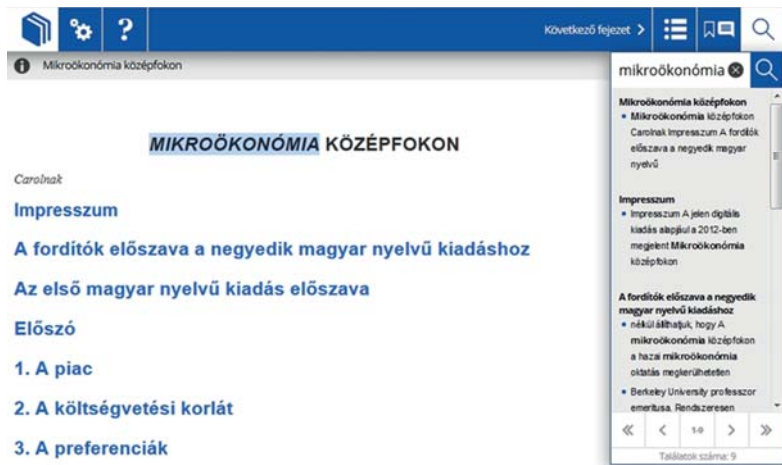 ?
Következő fejezet >
Mikroökonómia középfokon
mikroökonómia
MIKROÖKONÓMIA KÖZÉPFOKON
Carolnak
Impresszum
A fordítók előszava a negyedik magyar nyelvű kiadáshoz
Az első magyar nyelvű kiadás előszava
Előszó
1. A piac
2. A költségvetési korlát
3. A preferenciák
Mikroökonómia középfokon
Mikroökonómia középfokon
Carolnak Impresszum A fordítók
előszava a negyedik magyar
nyelvű
Impresszum
Impresszum A jelen digitális
kiadás alapjául a 2012-ben
megjelent Mikroökonómia
középfokon
A fordítók előszava a negyedik
magyar nyelvű kiadáshoz
nélkül állíthatjuk, hogy A
mikroökonómia középfokon
a hazai mikroökonómia
oktatás megkerülhetetlen
Berkeley University professzor
emeritusa. Rendszeresen
« < 1-9 > »
Találatok száma: 9